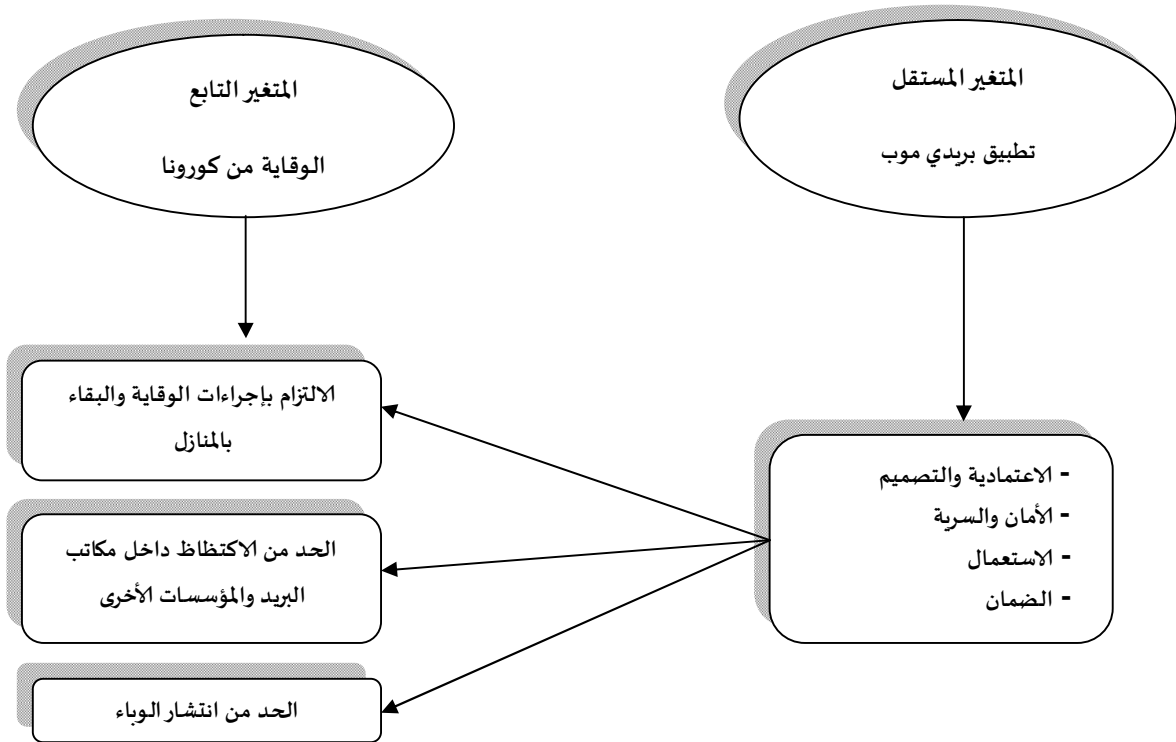 المتغير المستقل
تطبيق بريدي موب
المتغير التابع
الوقاية من كورونا
- الاعتمادية والتصميم
- الأمان والسرية
- الاستعمال
- الضمان
الالتزام بإجراءات الوقاية والبقاء
بالمنازل
الحد من الاكتظاظ داخل مكاتب
البريد والمؤسسات الأخرى
الحد من انتشار الوباء